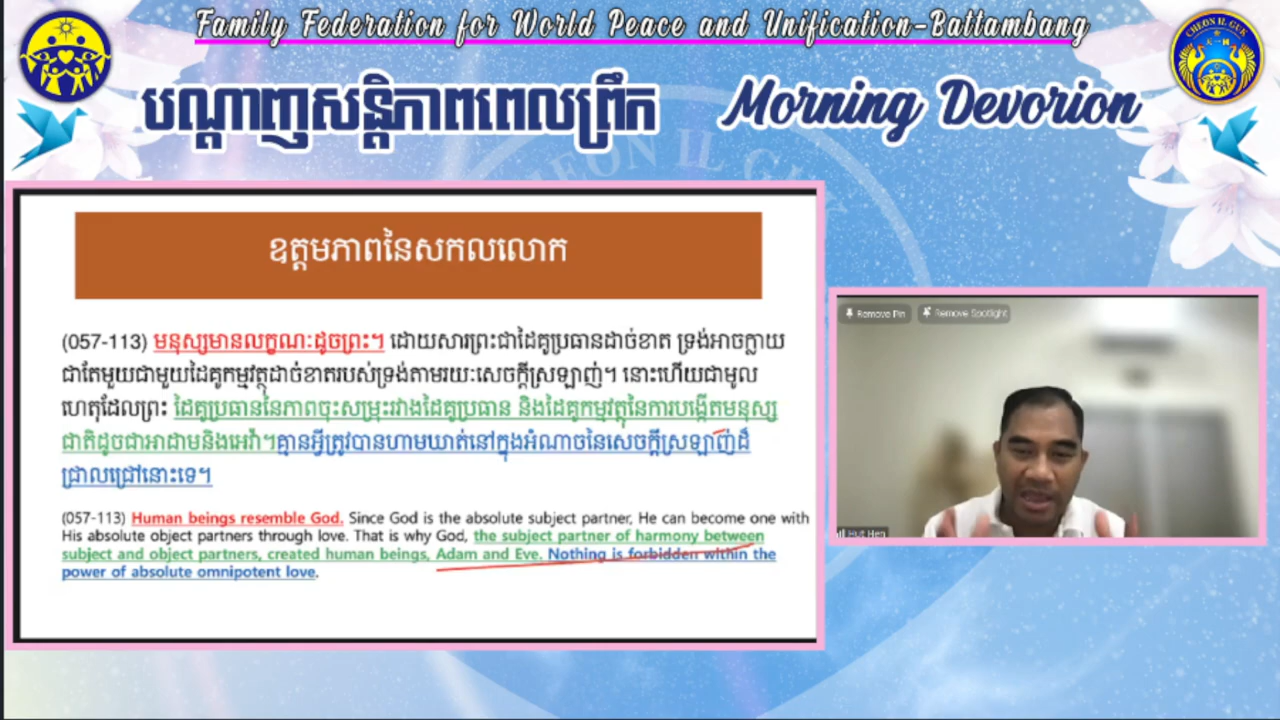 Family Federation for World Peace and Unification-Battambang
CHEON IL GUK
បណ្តាញសន្តិភាពពេលព្រឹក Morning Devorion
ឧត្តមភាពនៃសកលលោក
(057-113) មនុស្សមានលក្ខណៈដូចព្រះ។ ដោយសារព្រះជាដៃគូប្រធានដាច់ខាត ទ្រង់អាចក្លាយ
ជាតែមួយជាមួយដៃគូកម្មវត្ថុដាច់ខាតរបស់ទ្រង់តាមរយៈសេចក្តីស្រឡាញ់។ នោះហើយជាមូល
ហេតុដែលព្រះ ដៃគូប្រធាននៃភាពចុះសម្រុះរវាងដៃគូប្រធាន និងដៃគូកម្មវត្ថុនៃការបង្កើតមនុស្ស
ជាតិដូចជាអាដាមនិងអេវ៉ា។គ្មានអ្វីត្រូវបានហាមឃាត់នៅក្នុងអំណាចនៃសេចក្តីស្រឡាញ់ដ៏
ជ្រាលជ្រៅនោះទេ។
(057-113) Human beings resemble God. Since God is the absolute subject partner, He can become one with
His absolute object partners through love. That is why God, the subject partner of harmony between
subject and object partners, created human beings, Adam and Eve. Nothing is forbidden within the
power of absolute omnipotent love.
Remove Pin Remove Spotlight
Hut Hen